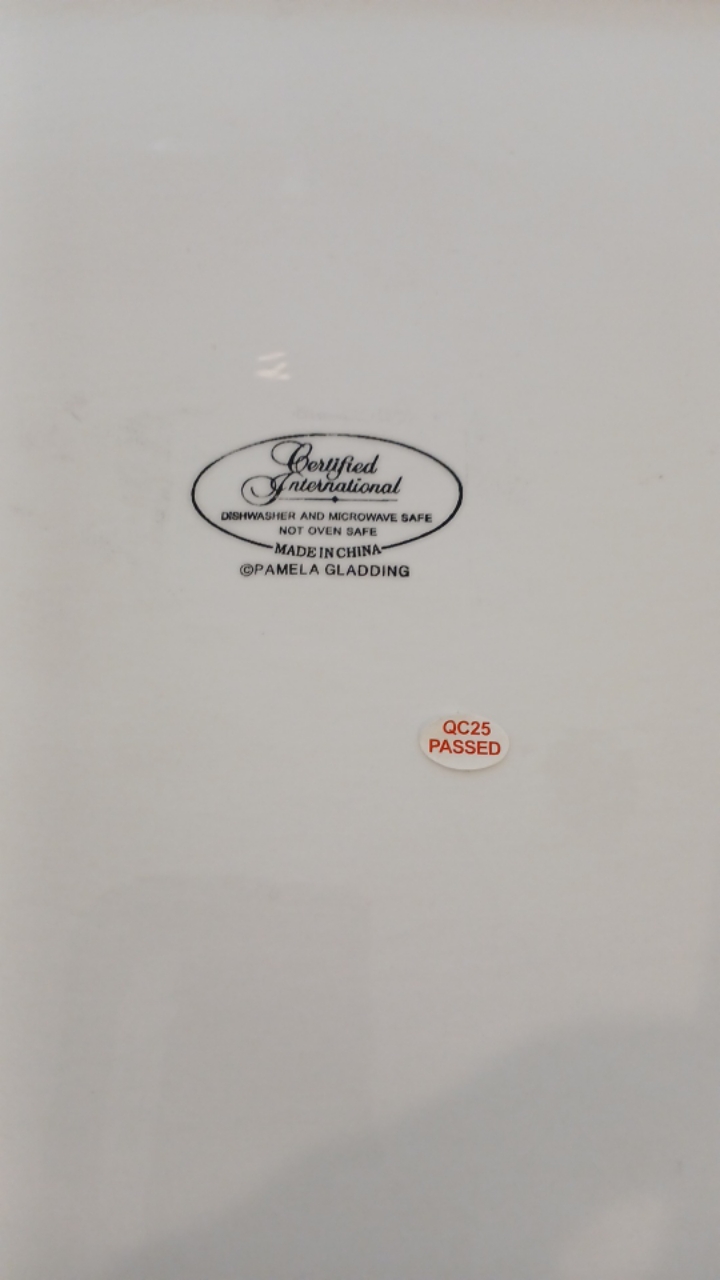 Certified
International
DISHWASHER AND MICROWAVE SAFE
NOT OVEN SAFE
MADE IN CHINA
©PAMELA GLADDING
QC25
PASSED